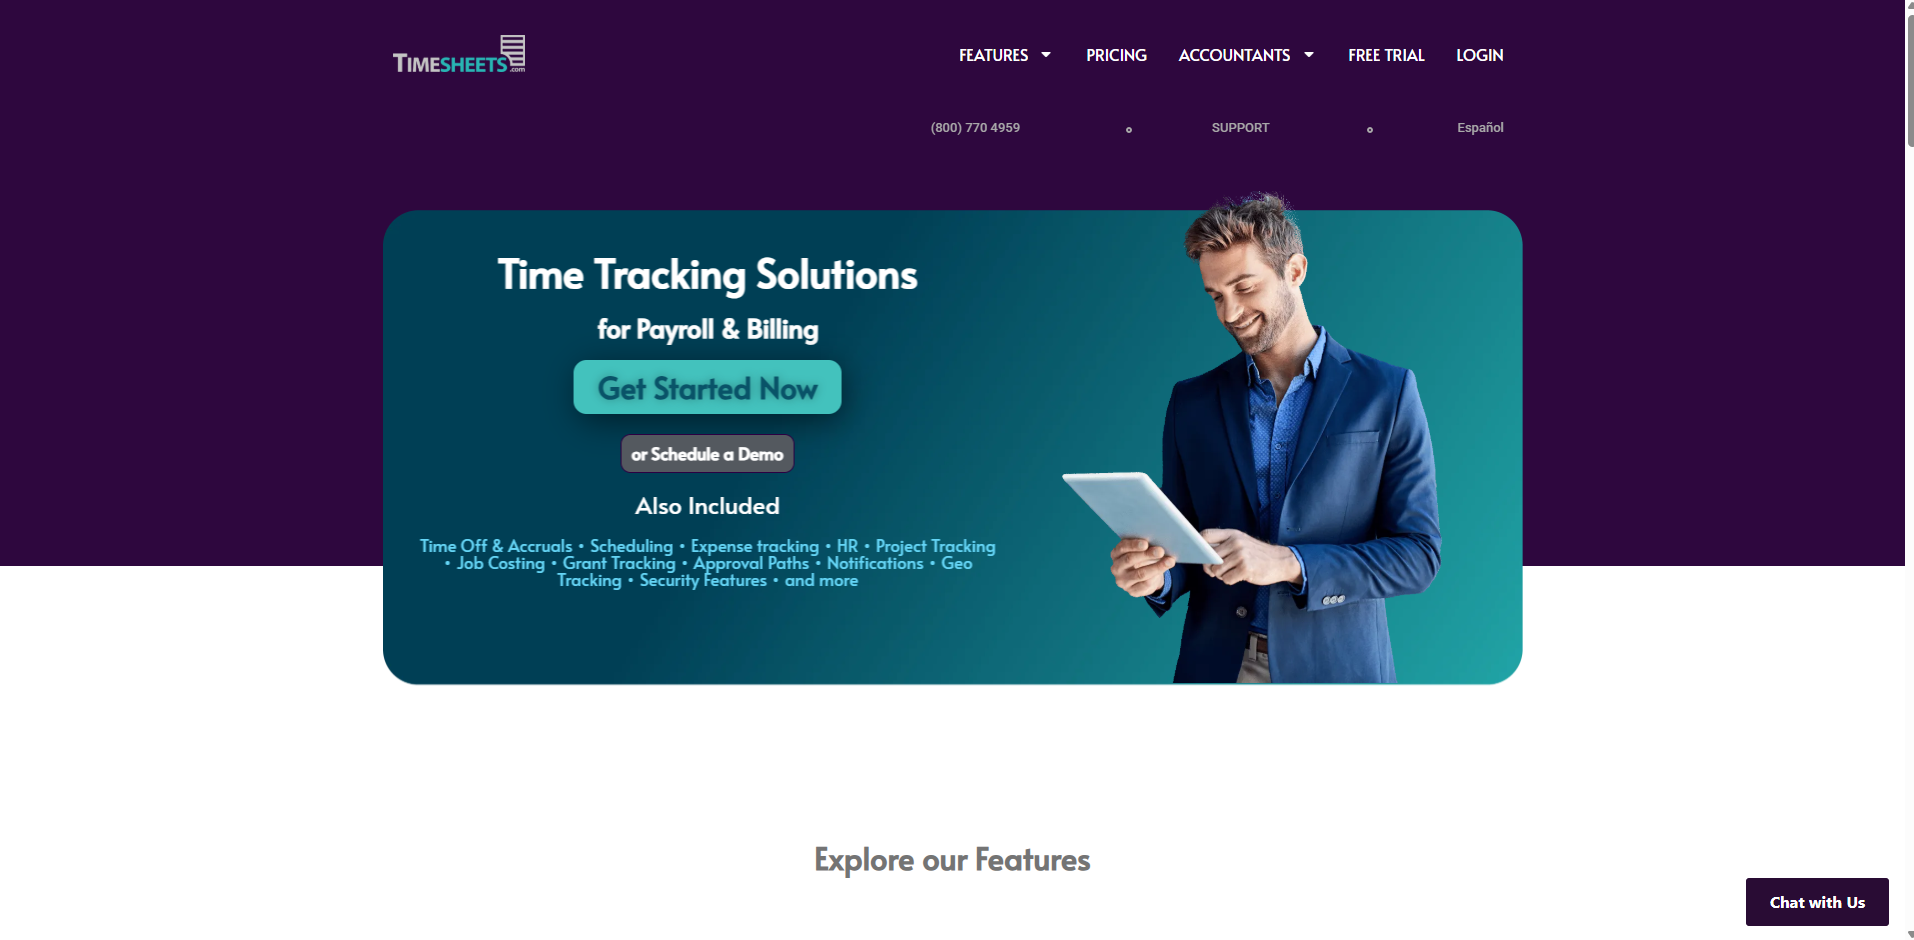 TIMESHEETS.com
FEATURES
PRICING
ACCOUNTANTS
FREE TRIAL
LOGIN
(800) 770 4959
SUPPORT
Español
Time Tracking Solutions
for Payroll & Billing
Get Started Now
or Schedule a Demo
Also Included
Time Off & Accruals • Scheduling • Expense tracking • HR • Project Tracking
• Job Costing • Grant Tracking • Approval Paths • Notifications • Geo
Tracking • Security Features • and more
Explore our Features
Chat with Us